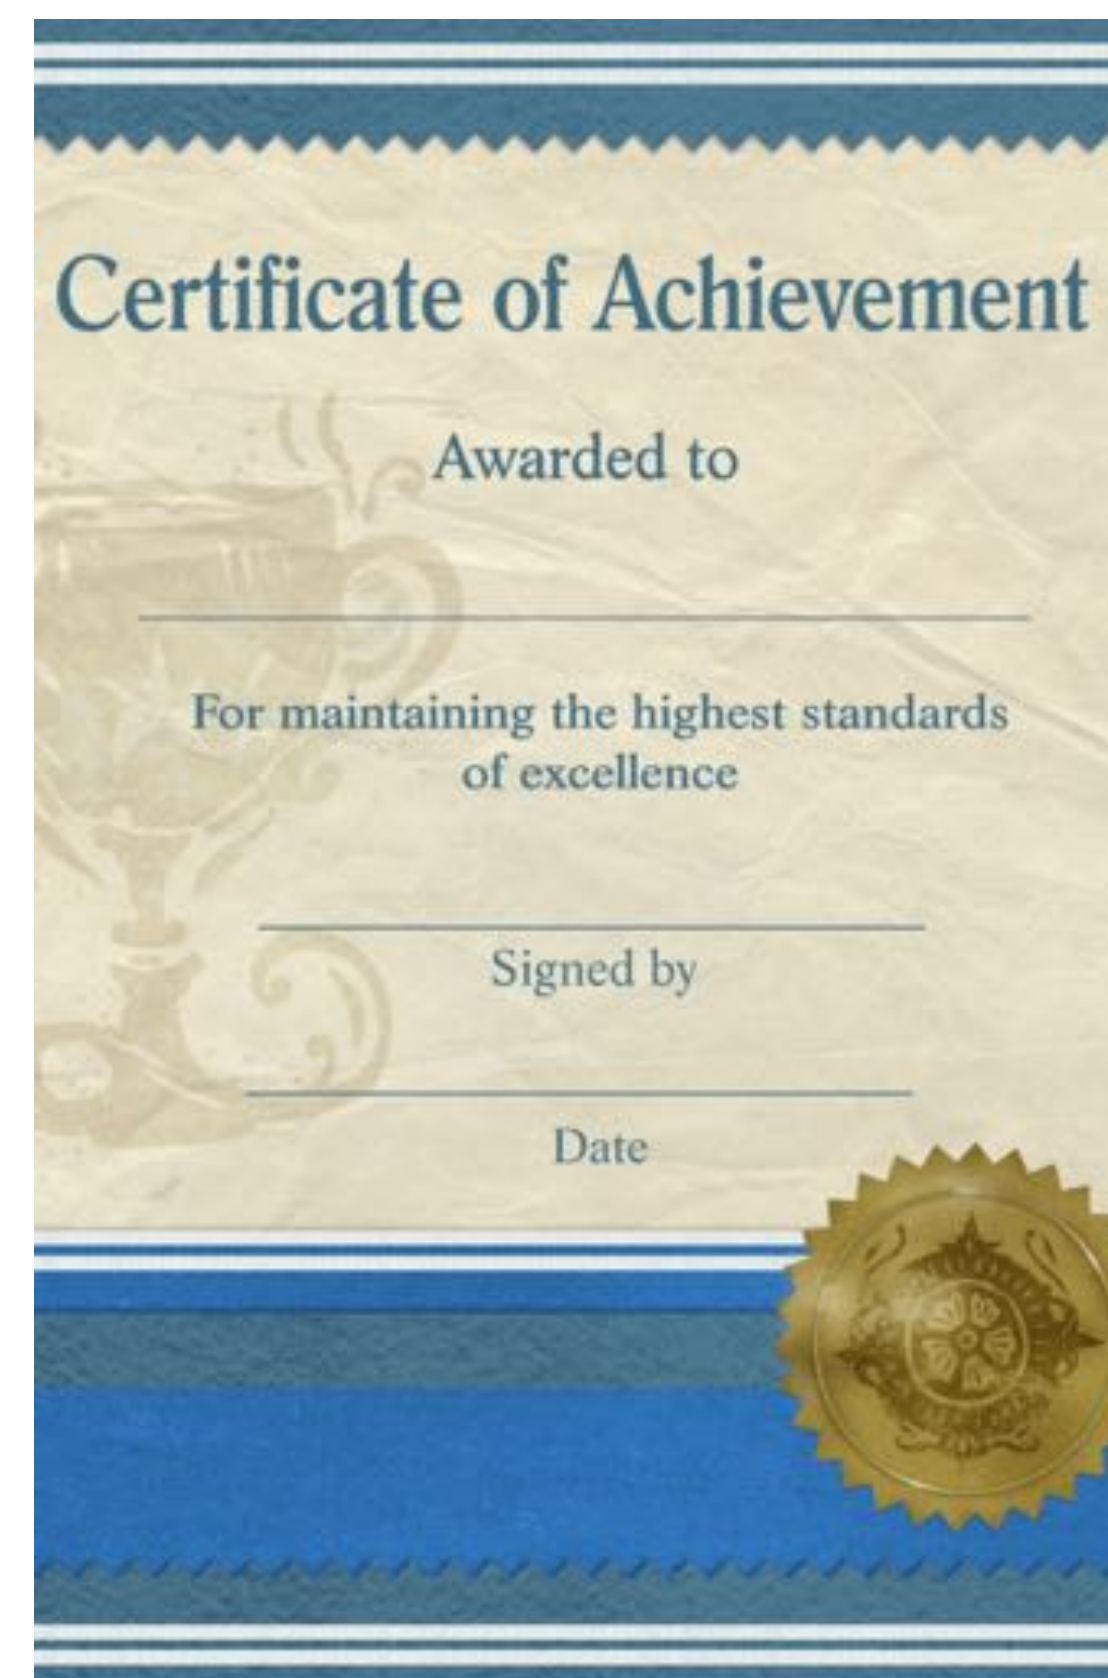 Certificate of Achievement
Awarded to
For maintaining the highest standards
of excellence
Signed by
Date